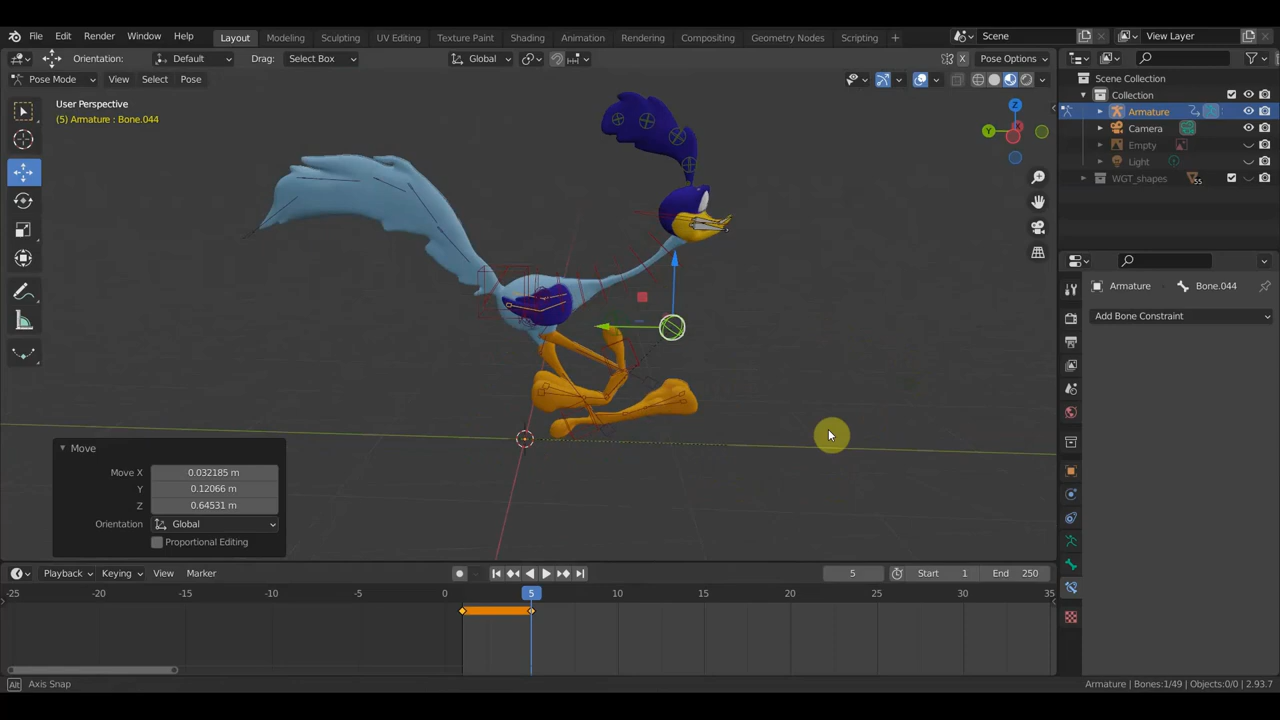 File Edit Render Window Help Layout Modeling Sculpting UV Editing Texture Paint Shading Animation Rendering Compositing Geometry Nodes Scripting + Scene View Layer
Orientation: Default Drag: Select Box Global X Pose Options
Pose Mode View Select Pose
User Perspective
(5) Armature : Bone.044
Z
Y
X
Scene Collection
Collection
Armature
Camera
Empty
Light
WGT_shapes 55
Armature Bone.044
Add Bone Constraint
Move
Move X 0.032185 m
Y 0.12066 m
Z 0.64531 m
Orientation Global
Proportional Editing
Playback Keying View Marker 5 Start 1 End 250
-25 -20 -15 -10 -5 0 5 10 15 20 25 30 35
Alt Axis Snap Armature | Bones:1/49 | Objects:0/0 | 2.93.7